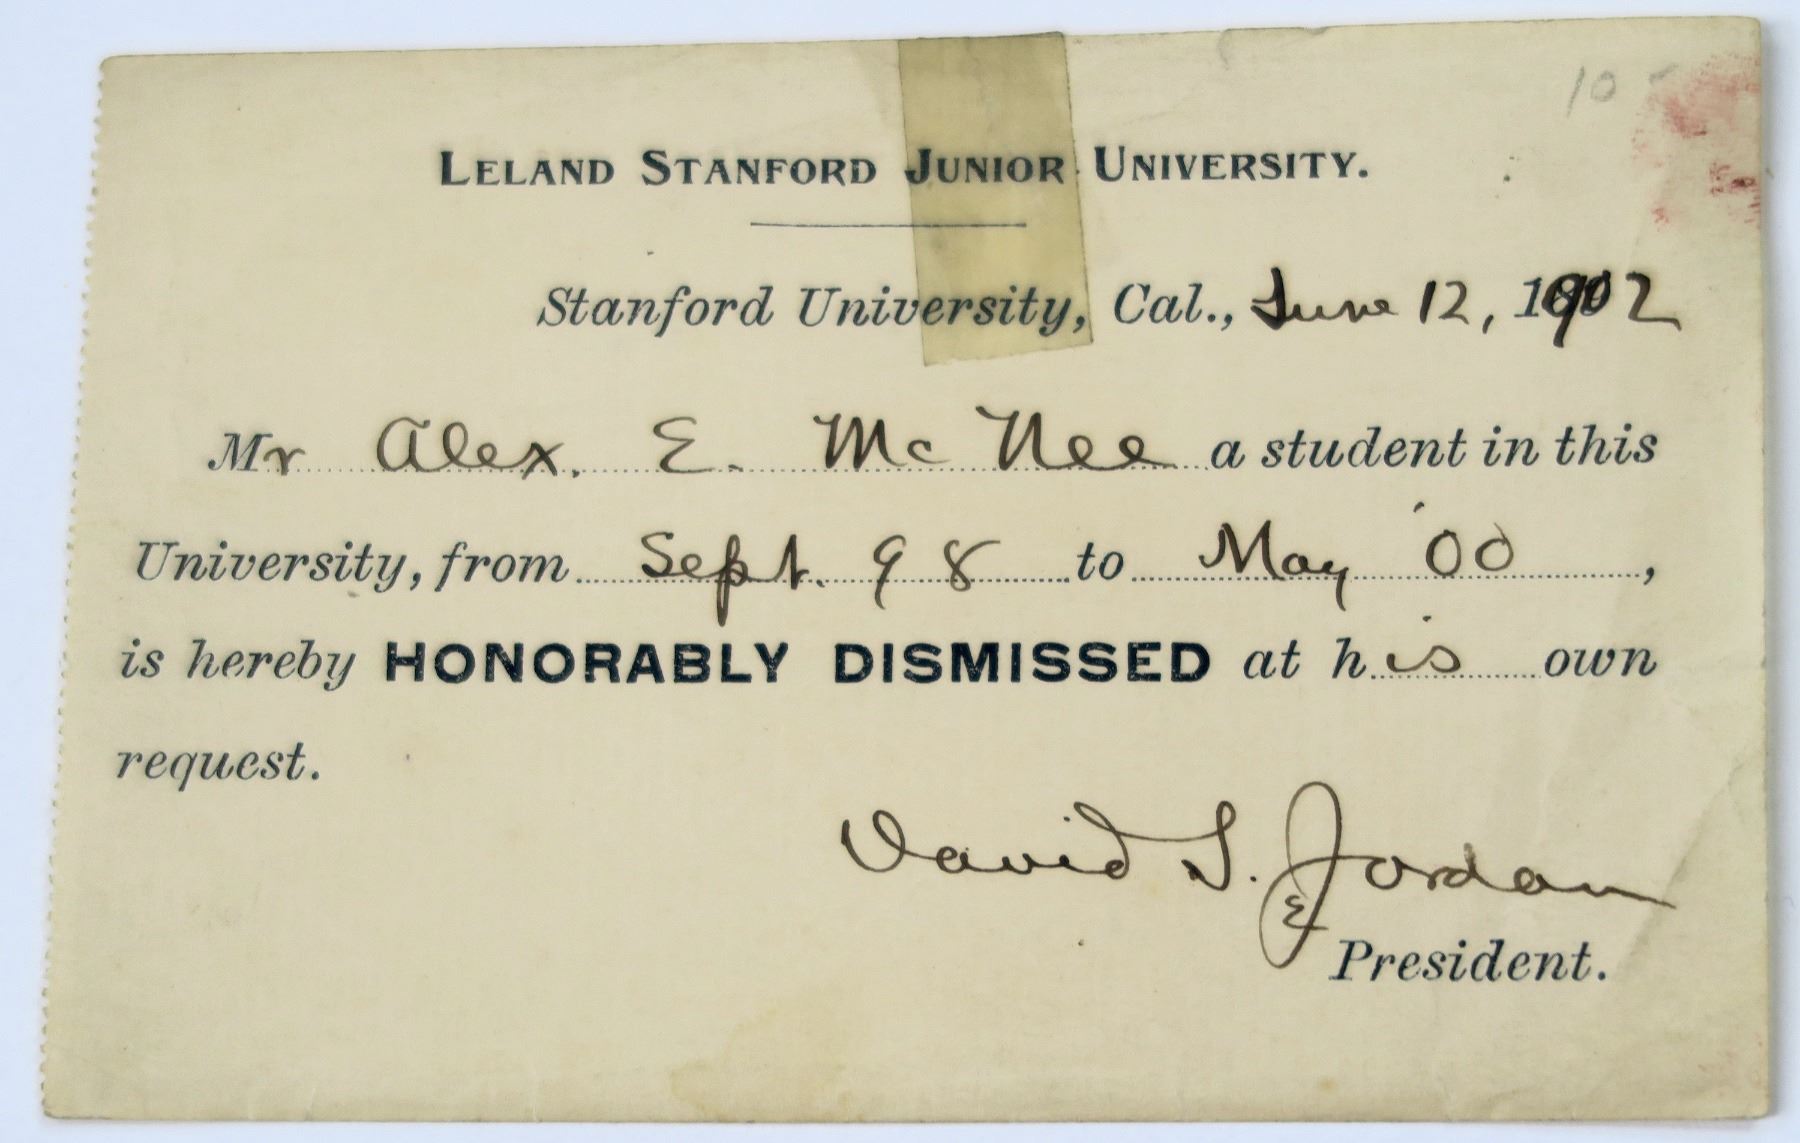 10 -
LELAND STANFORD JUNIOR UNIVERSITY.
Stanford University, Cal., June 12, 1902
Mr Alex. E. McNee a student in this
University, from Sept. 98 to May '00,
is hereby HONORABLY DISMISSED at his own
request.
David S. Jordan
E
President.